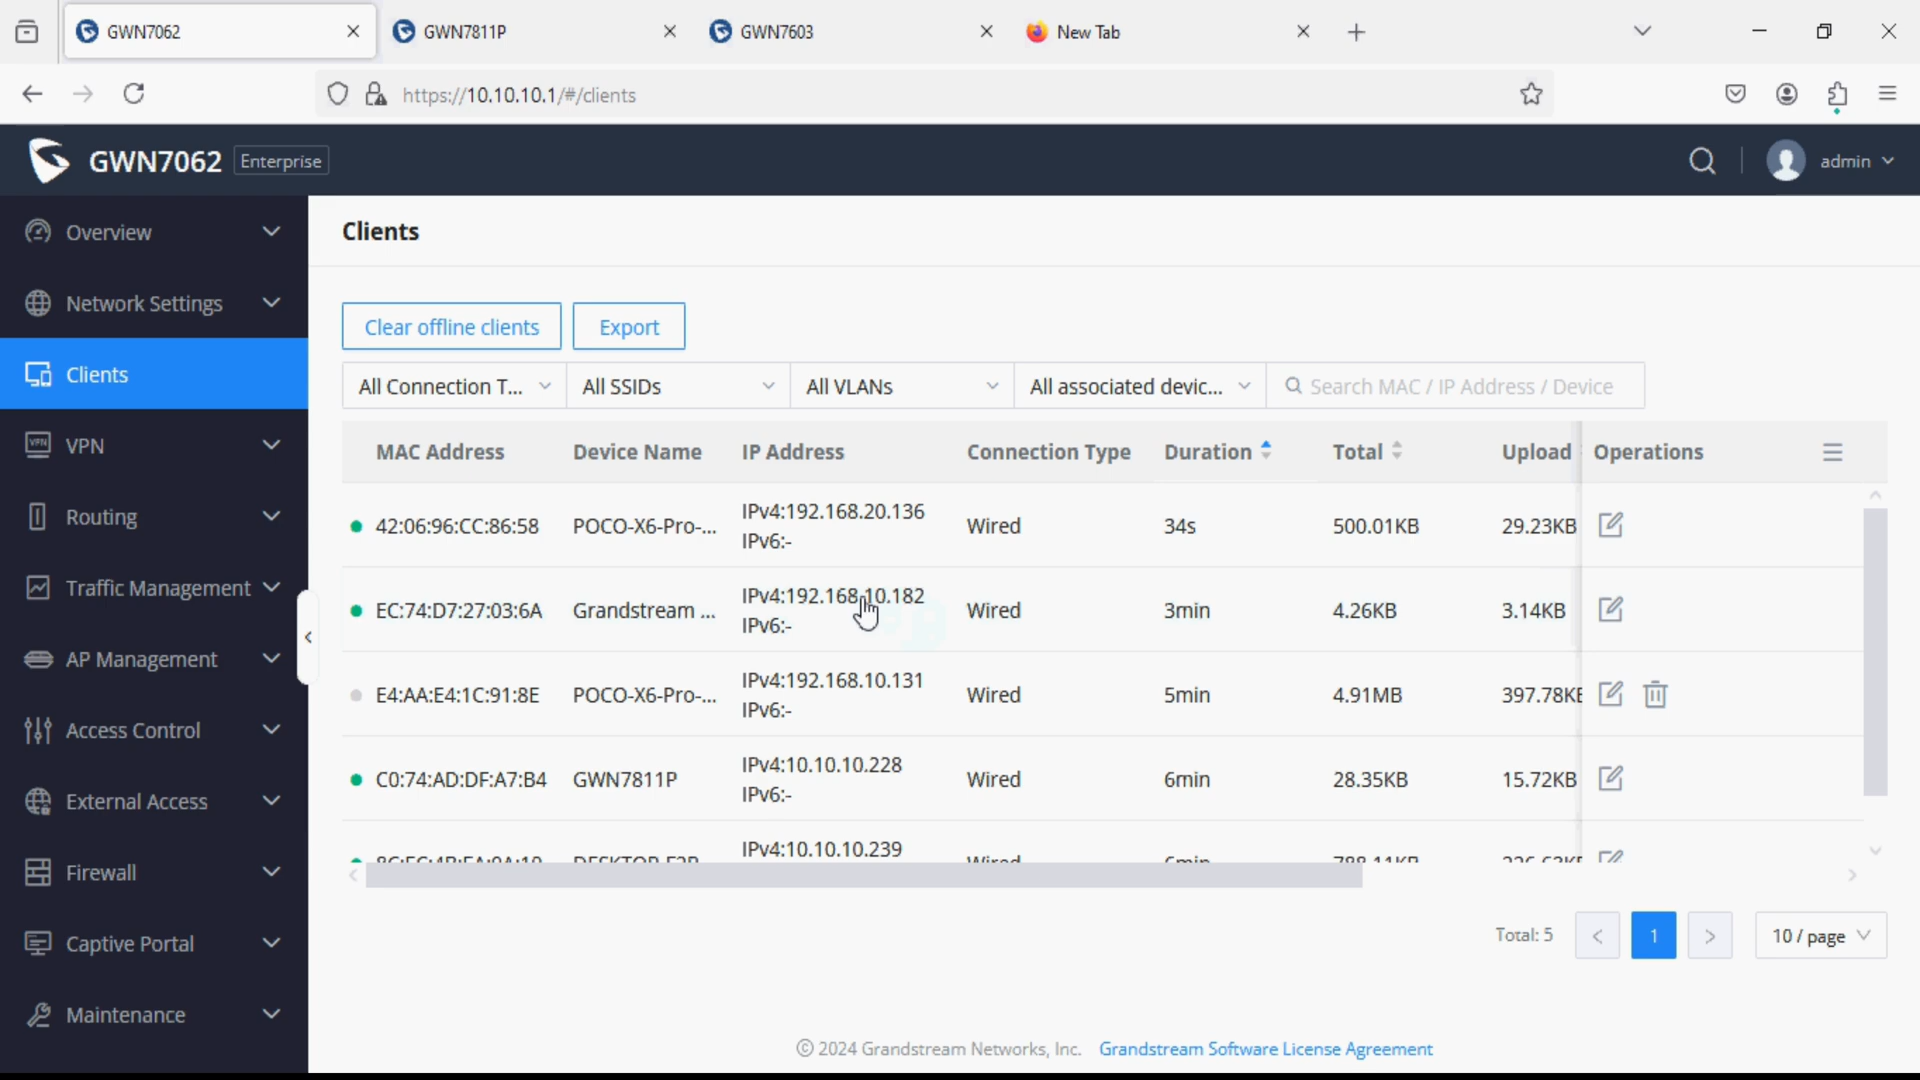 GWN7062 GWN7811P GWN7603 New Tab
https://10.10.10.1/#/clients
GWN7062 Enterprise admin
Overview
Network Settings
Clients
VPN
Routing
Traffic Management
AP Management
Access Control
External Access
Firewall
Captive Portal
Maintenance
Clients
Clear offline clients Export
All Connection T... All SSIDs All VLANs All associated devic... Search MAC / IP Address / Device
MAC Address Device Name IP Address Connection Type Duration Total Upload Operations
42:06:96:CC:86:58 POCO-X6-Pro-... IPv4:192.168.20.136 Wired 34s 500.01KB 29.23KB
IPv6:-
EC:74:D7:27:03:6A Grandstream ... IPv4:192.168.10.182 Wired 3min 4.26KB 3.14KB
IPv6:-
E4:AA:E4:1C:91:8E POCO-X6-Pro-... IPv4:192.168.10.131 Wired 5min 4.91MB 397.78KB
IPv6:-
C0:74:AD:DF:A7:B4 GWN7811P IPv4:10.10.10.228 Wired 6min 28.35KB 15.72KB
IPv6:-
IPv4:10.10.10.239 Wired 6min
Total: 5 < 1 > 10 / page
© 2024 Grandstream Networks, Inc. Grandstream Software License Agreement